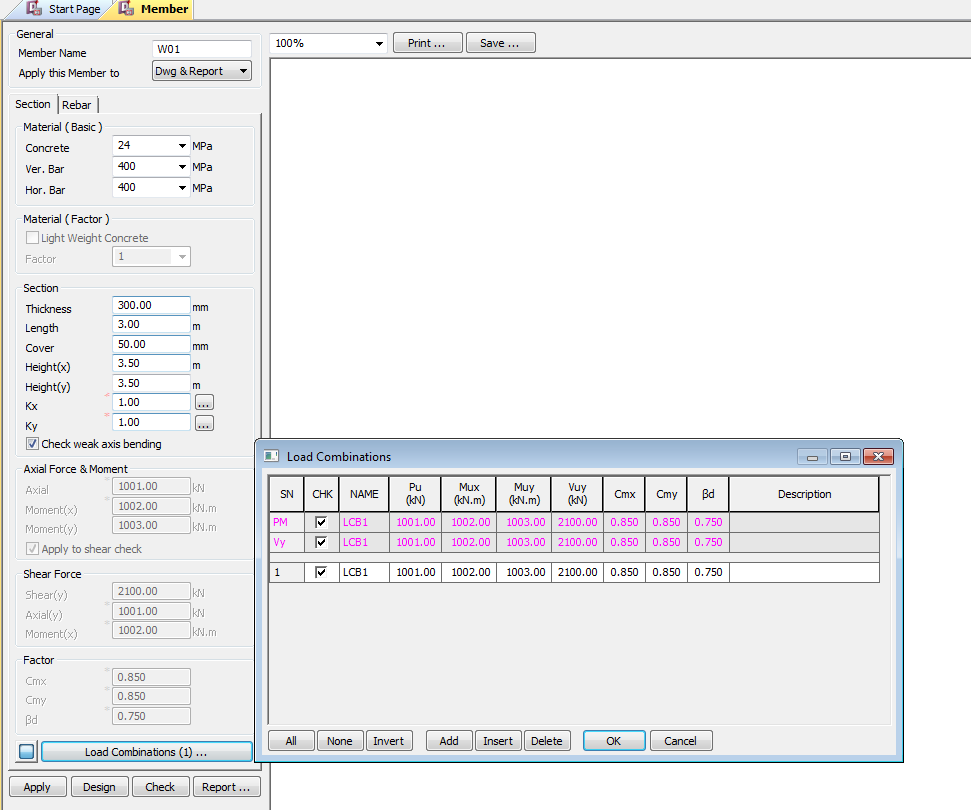 Start Page Member
General
Member Name W01
Apply this Member to Dwg & Report
100% Print ... Save ...
Section Rebar
Material ( Basic )
Concrete 24 MPa
Ver. Bar 400 MPa
Hor. Bar 400 MPa
Material ( Factor )
Light Weight Concrete
Factor 1
Section
Thickness 300.00 mm
Length 3.00 m
Cover 50.00 mm
Height(x) 3.50 m
Height(y) 3.50 m
Kx * 1.00 ...
Ky * 1.00 ...
Check weak axis bending
Axial Force & Moment
Axial * 1001.00 kN
Moment(x) 1002.00 kN.m
Moment(y) 1003.00 kN.m
Apply to shear check
Shear Force
Shear(y) 2100.00 kN
Axial(y) * 1001.00 kN
Moment(x) * 1002.00 kN.m
Factor
Cmx * 0.850
Cmy * 0.850
βd * 0.750
Load Combinations (1) ...
Apply Design Check Report ...
Load Combinations
SN CHK NAME Pu (kN) Mux (kN.m) Muy (kN.m) Vuy (kN) Cmx Cmy βd Description
PM LCB1 1001.00 1002.00 1003.00 2100.00 0.850 0.850 0.750
Vy LCB1 1001.00 1002.00 1003.00 2100.00 0.850 0.850 0.750
1 LCB1 1001.00 1002.00 1003.00 2100.00 0.850 0.850 0.750
All None Invert Add Insert Delete OK Cancel